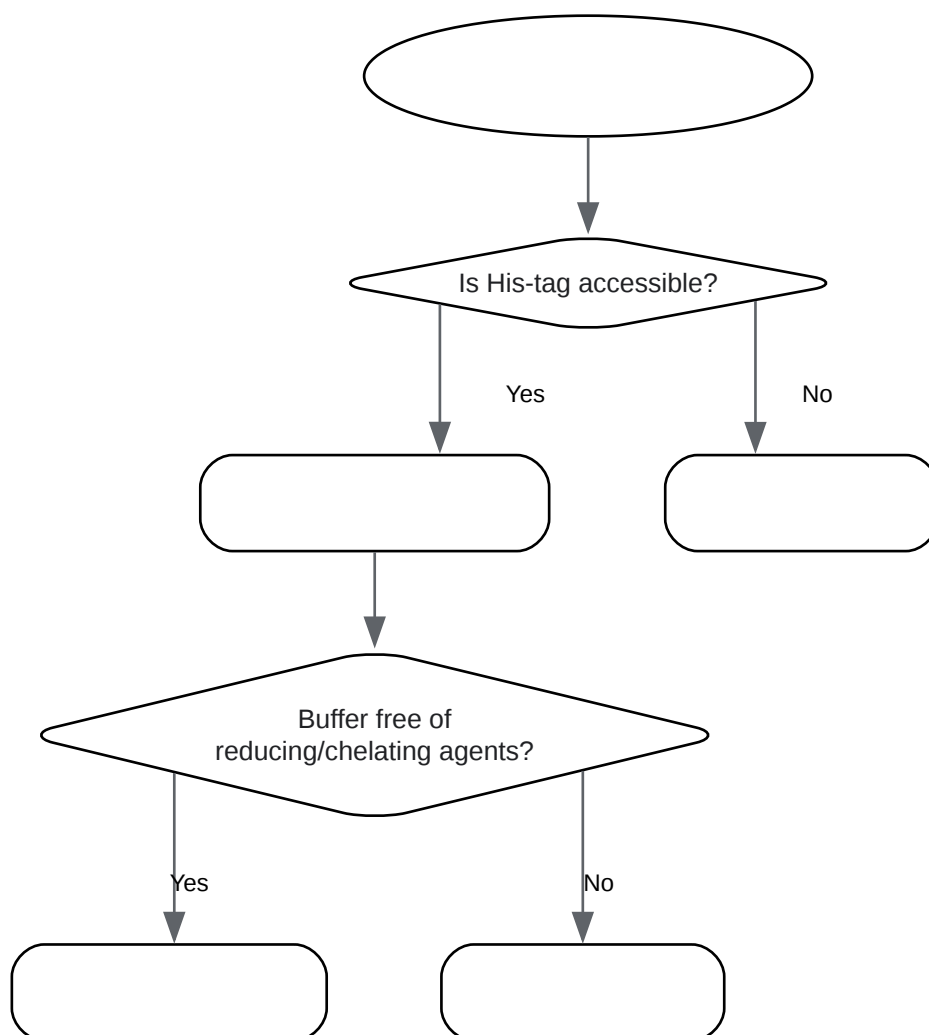 Is His-tag accessible?
Yes
No
Buffer free of
reducing/chelating agents?
Yes
No